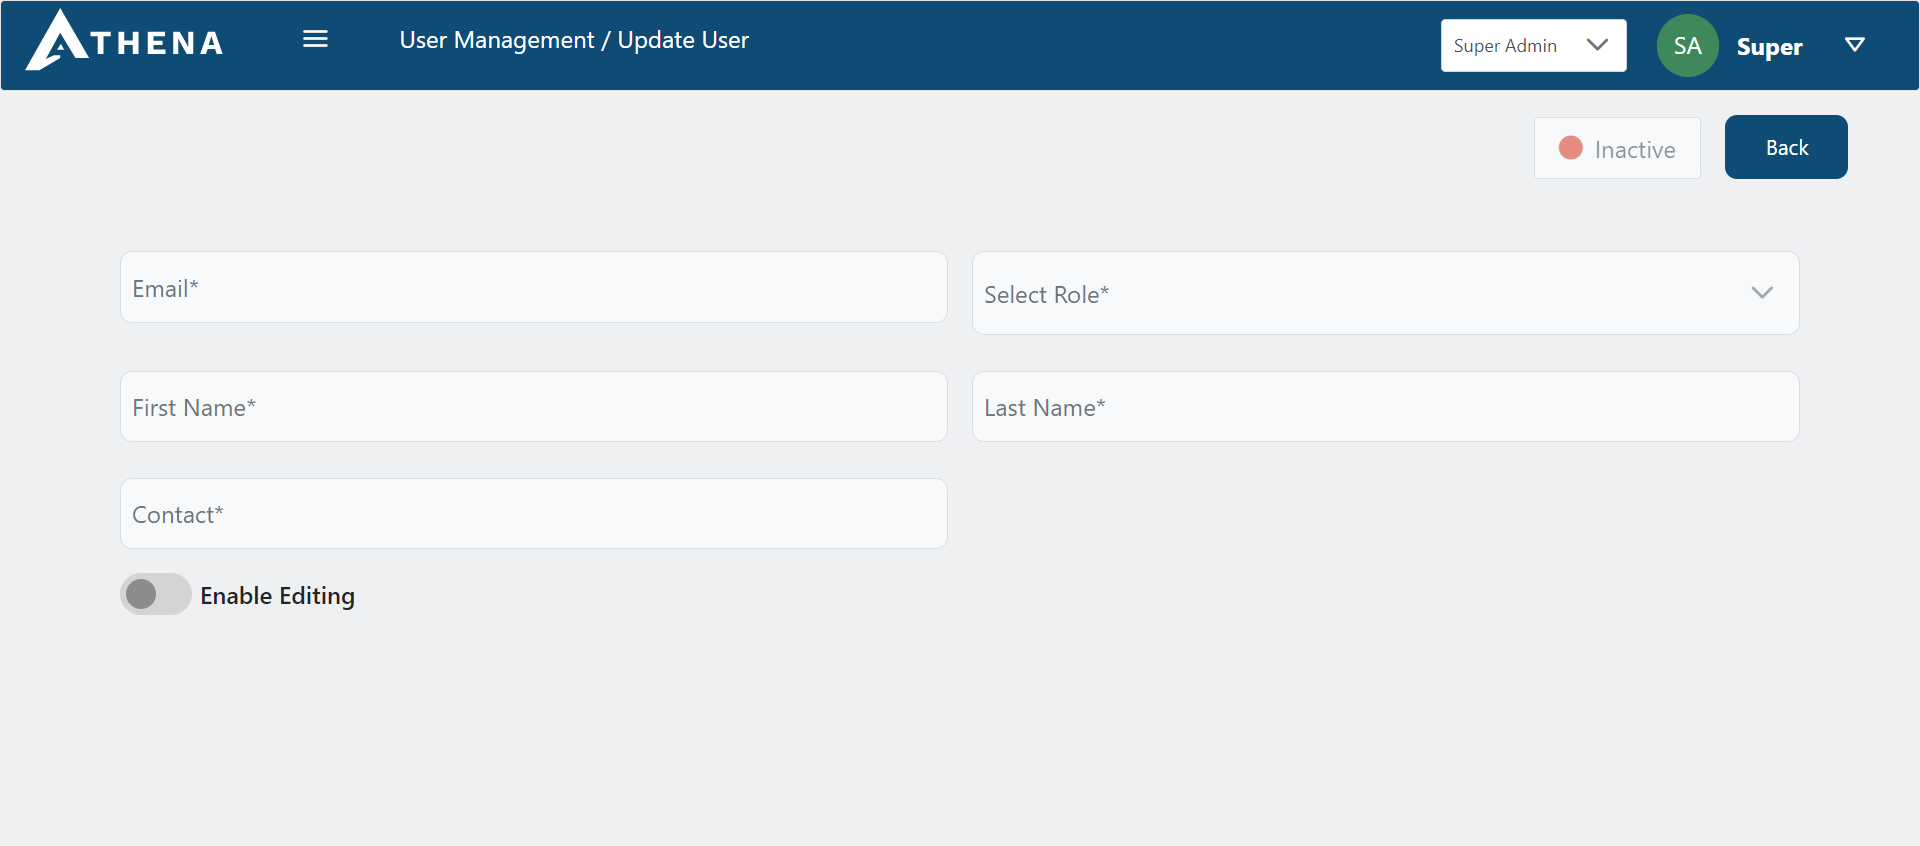 ATHENA
User Management / Update User
Super Admin
SA
Super
Inactive
Back
Email*
Select Role*
First Name*
Last Name*
Contact*
Enable Editing